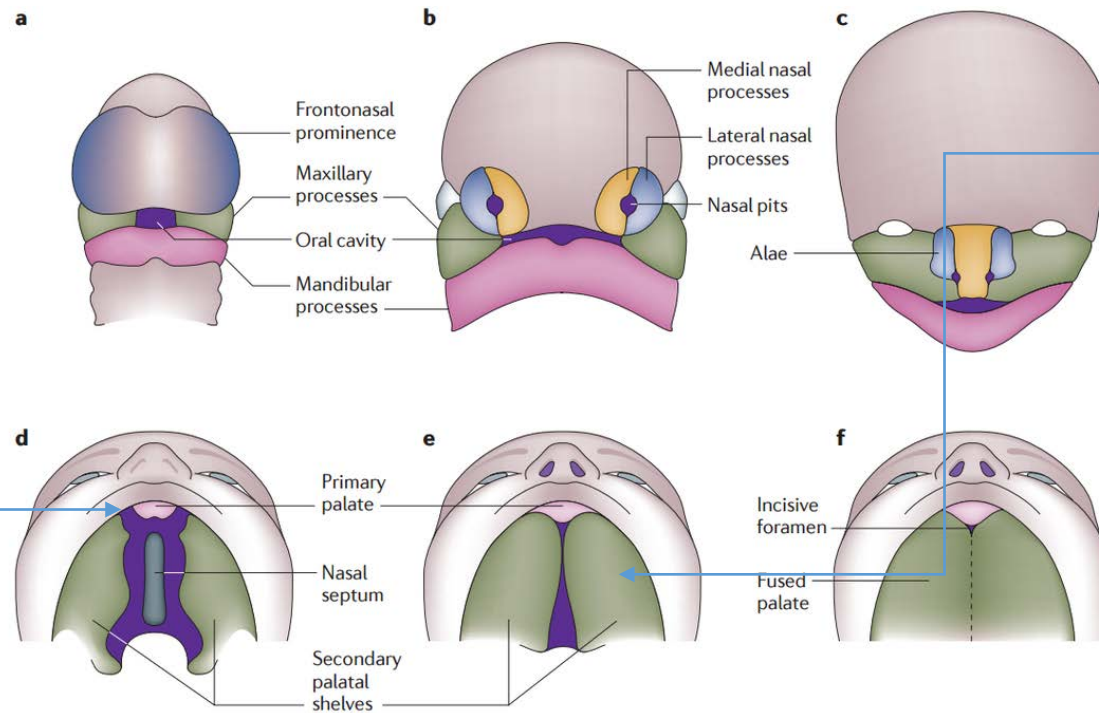 a
b
c
Frontonasal
prominence
Maxillary
processes
Oral cavity
Mandibular
processes
Medial nasal
processes
Lateral nasal
processes
Nasal pits
Alae
d
e
f
Primary
palate
Nasal
septum
Secondary
palatal
shelves
Incisive
foramen
Fused
palate